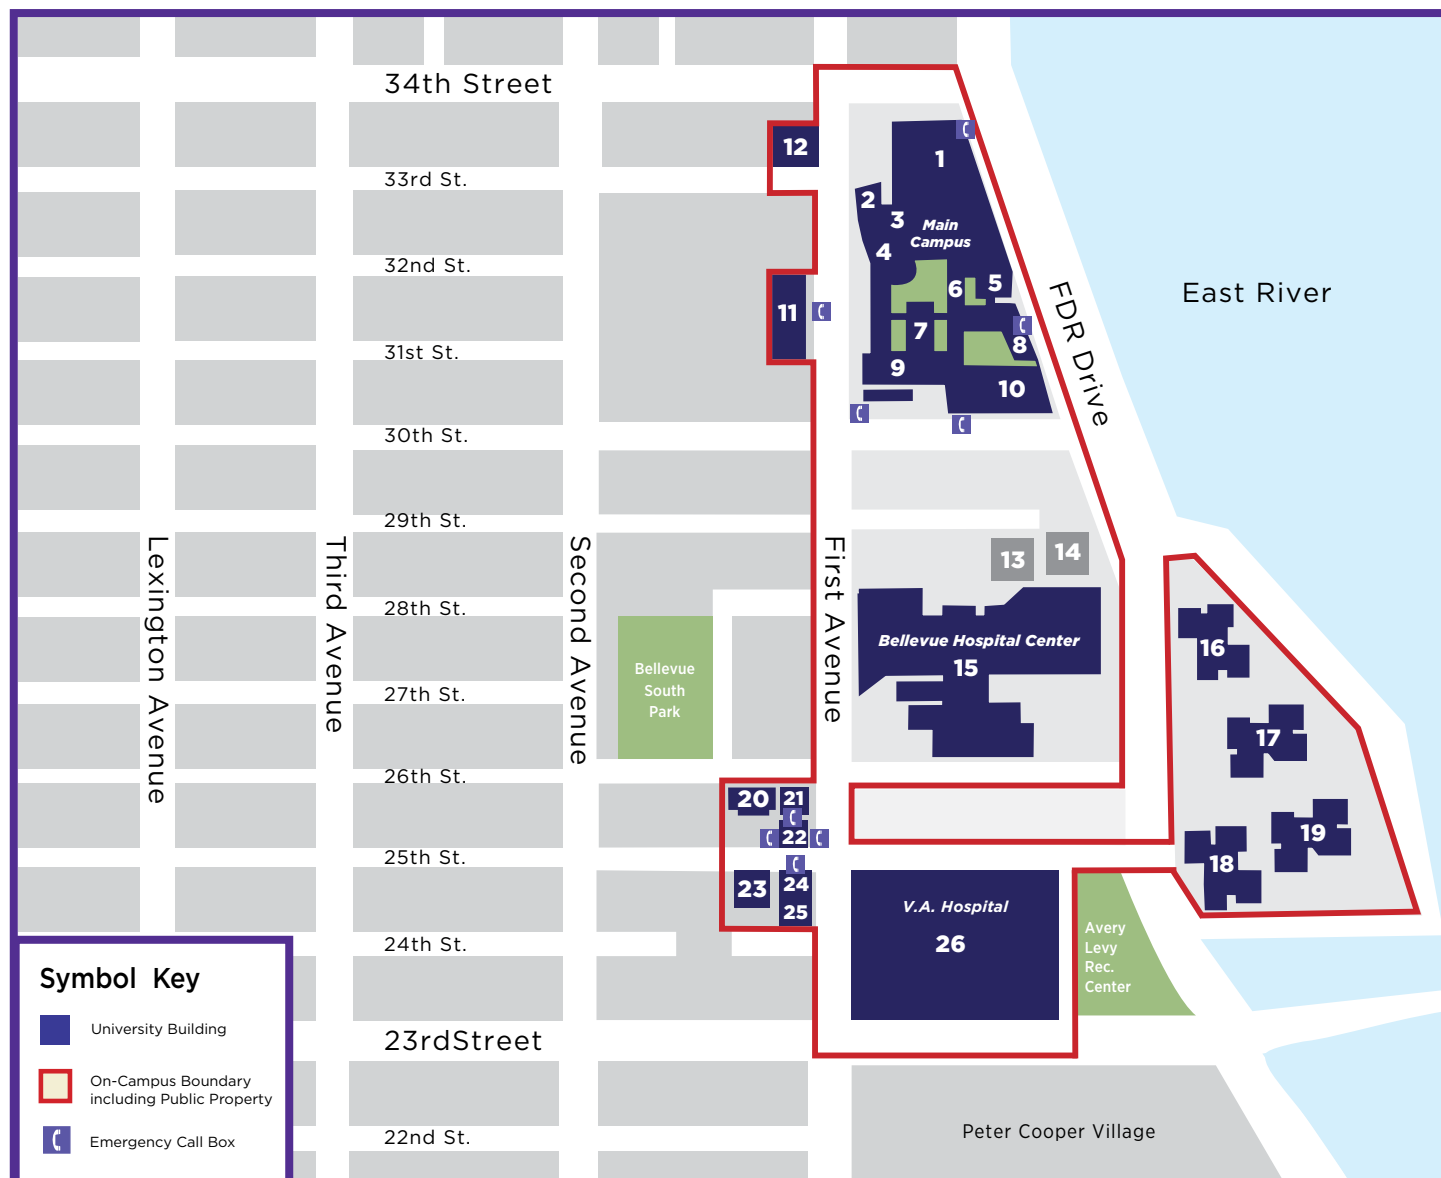 34th Street
12
1
33rd St.
2
3
Main
Campus
4
32nd St.
5
6
East River
11
7
8
31st St.
9
10
FDR Drive
30th St.
29th St.
13
14
Lexington Avenue
Third Avenue
Second Avenue
First Avenue
28th St.
Bellevue Hospital Center
15
16
Bellevue
South
Park
27th St.
17
26th St.
20
21
22
19
18
25th St.
23
24
25
V.A. Hospital
26
Avery
Levy
Rec.
Center
24th St.
Symbol Key
University Building
On-Campus Boundary
including Public Property
Emergency Call Box
23rdStreet
22nd St.
Peter Cooper Village